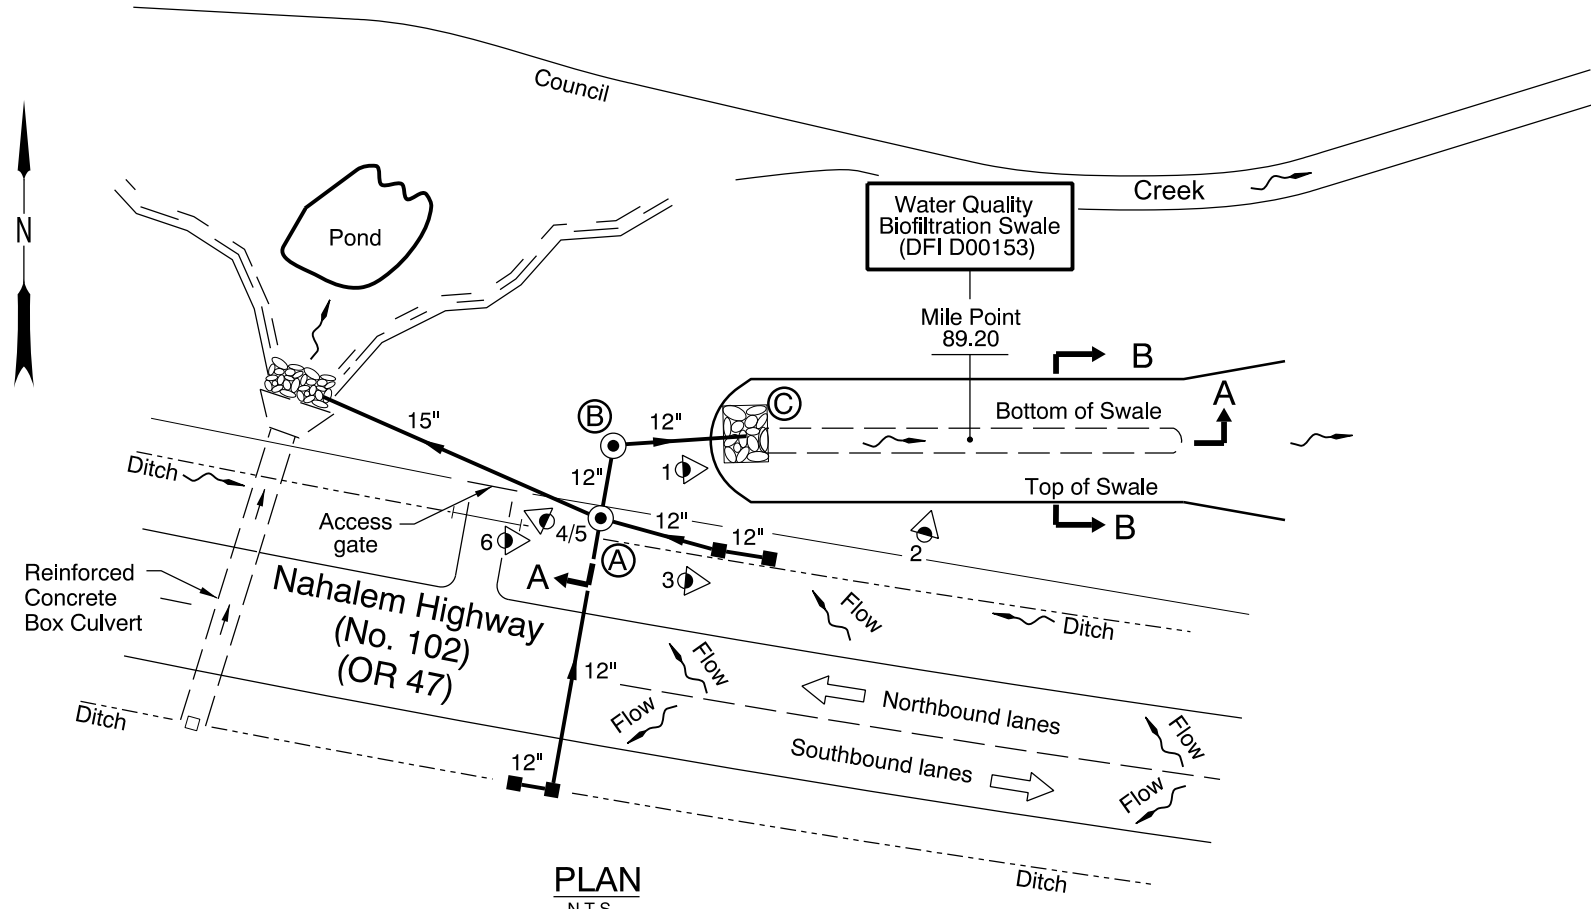 Council
Creek
N
Pond
Water Quality
Biofiltration Swale
(DFI D00153)
Mile Point
89.20
B
A
15"
B
12"
C
Bottom of Swale
Ditch
12"
1
Top of Swale
B
Access
gate
6
4/5
12"
12"
2
A
A
3
Reinforced
Concrete
Box Culvert
Nahalem Highway
(No. 102)
(OR 47)
Flow
Ditch
12"
Flow
Flow
Northbound lanes
Southbound lanes
Flow
Flow
Ditch
12"
Ditch
PLAN
N.T.S.